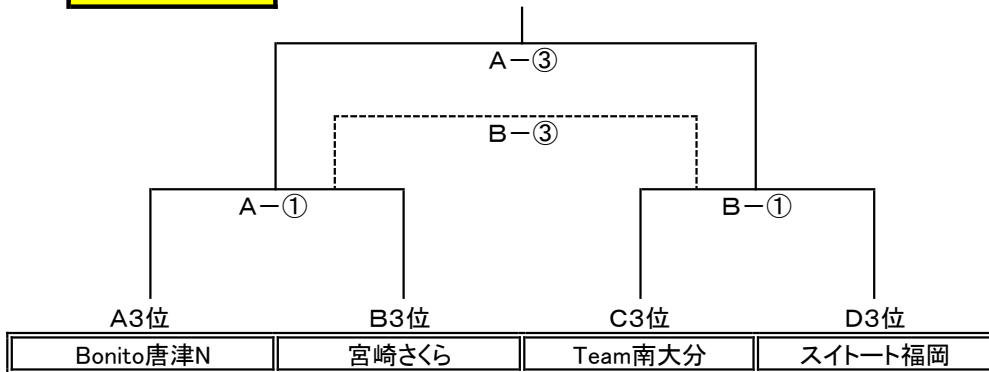 A-③
B-③
A-① B-①
A3位 B3位 C3位 D3位
Bonito唐津N 宮崎さくら Team南大分 スイトート福岡